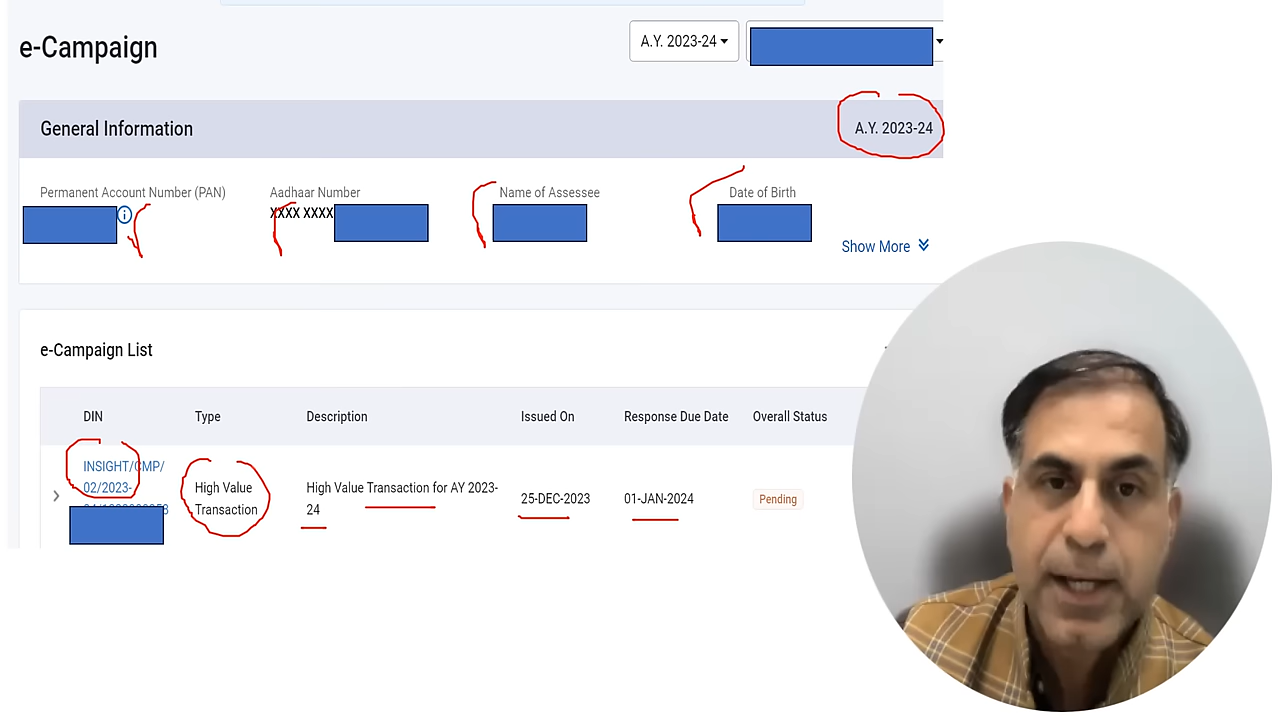 e-Campaign
A.Y. 2023-24
General Information
A.Y. 2023-24
Permanent Account Number (PAN)
Aadhaar Number
Name of Assessee
Date of Birth
XXXX XXXX
Show More
e-Campaign List
DIN
Type
Description
Issued On
Response Due Date
Overall Status
INSIGHT/CMP/
02/2023-
High Value
Transaction
High Value Transaction for AY 2023-
24
25-DEC-2023
01-JAN-2024
Pending